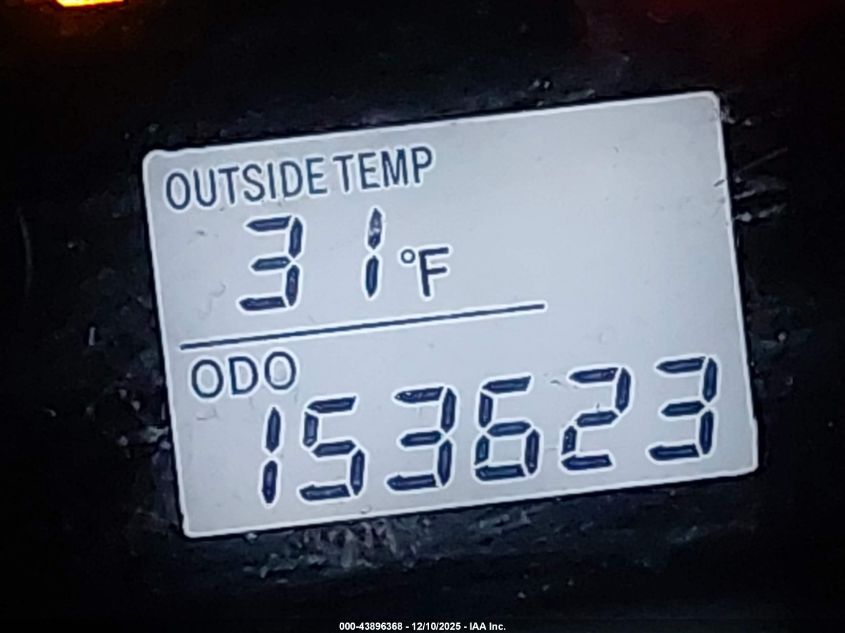 OUTSIDE TEMP
31 °F
ODO
153623
000-43896368 - 12/10/2025 - IAA Inc.